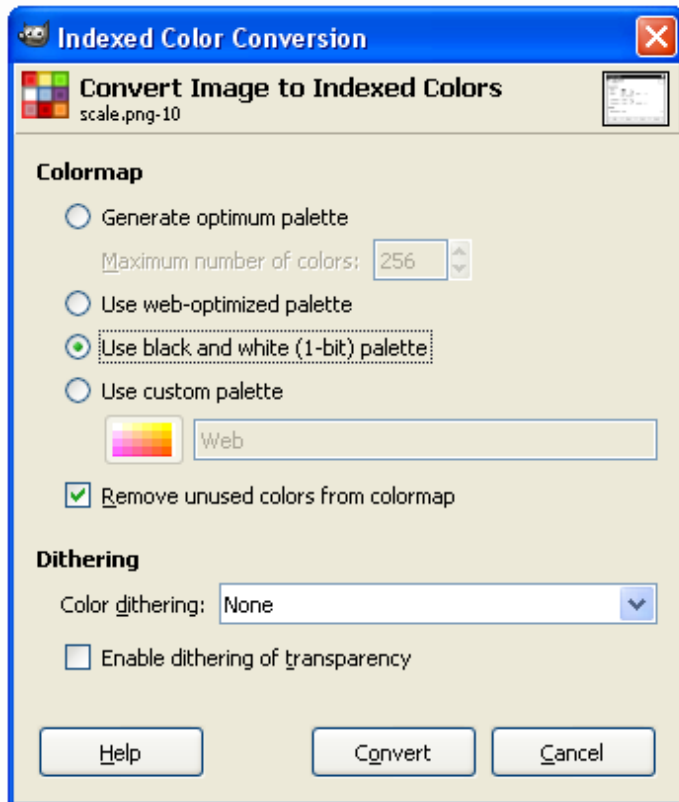 Indexed Color Conversion
Convert Image to Indexed Colors
scale.png-10
Colormap
Generate optimum palette
Maximum number of colors: 256
Use web-optimized palette
Use black and white (1-bit) palette
Use custom palette
Web
Remove unused colors from colormap
Dithering
Color dithering: None
Enable dithering of transparency
Help Convert Cancel